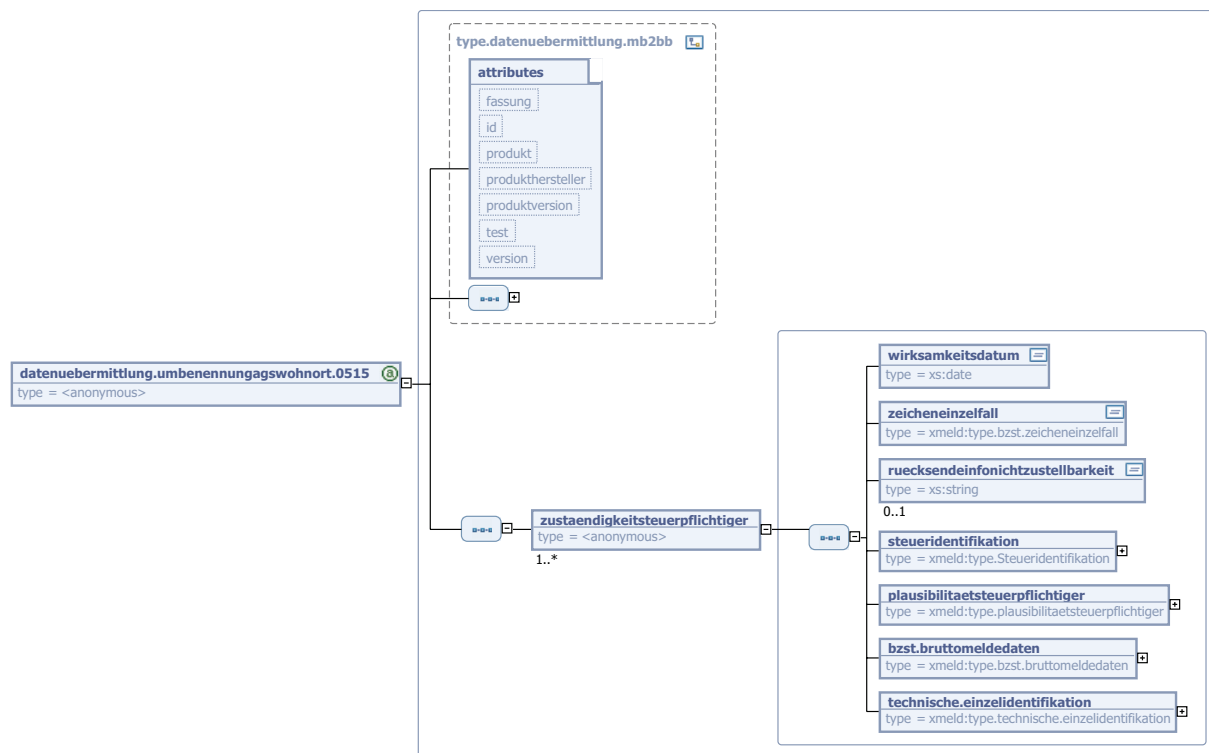 type.datenuebermittlung.mb2bb
attributes
fassung
id
produkt
produkthersteller
produktversion
test
version
datenuebermittlung.umbenennungagswohnort.0515
type = <anonymous>
zustaendigkeitsteuerpflichtiger
type = <anonymous>
1..*
wirksamkeitsdatum
type = xs:date
zeicheneinzelfall
type = xmeld:type.bzst.zeicheneinzelfall
ruecksendeinfonichtzustellbarkeit
type = xs:string
0..1
steueridentifikation
type = xmeld:type.Steueridentifikation
plausibilitaetsteuerpflichtiger
type = xmeld:type.plausibilitaetsteuerpflichtiger
bzst.bruttomeldedaten
type = xmeld:type.bzst.bruttomeldedaten
technische.einzelidentifikation
type = xmeld:type.technische.einzelidentifikation